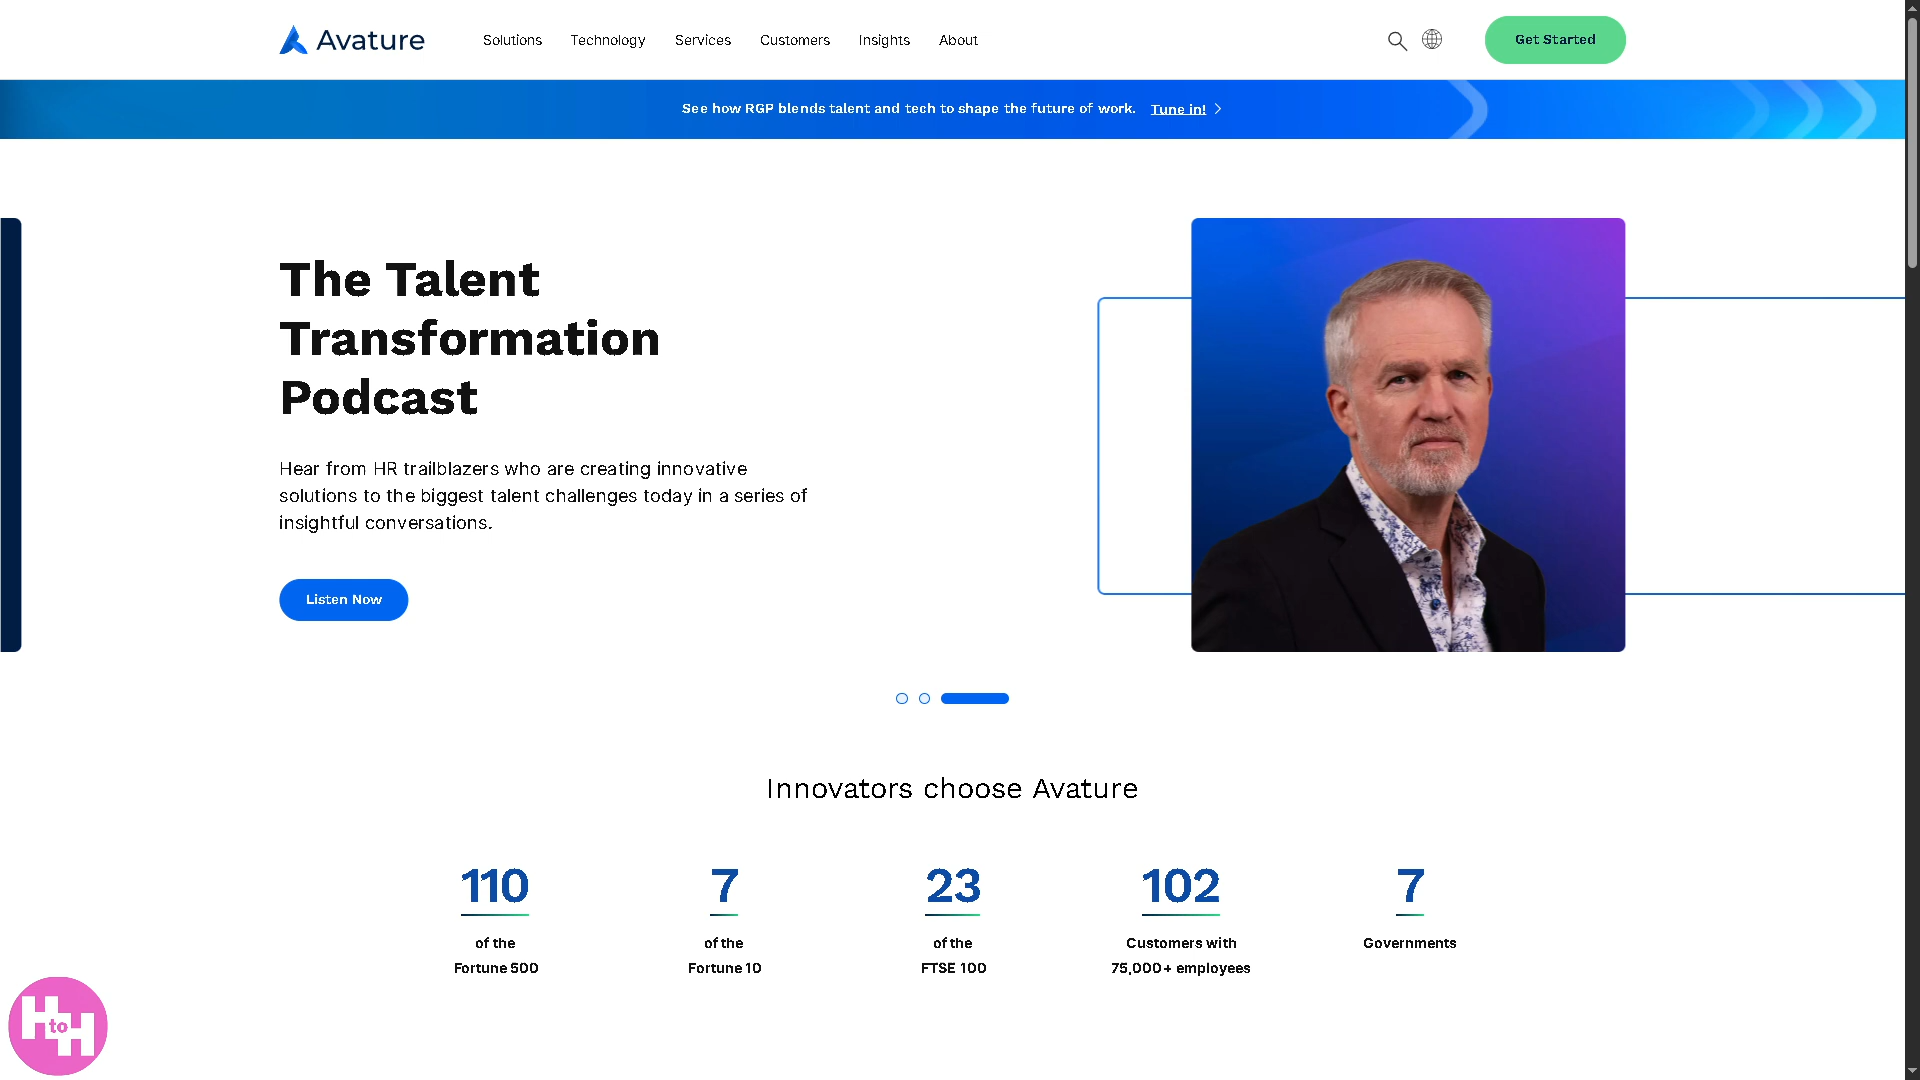 Avature
Solutions
Technology
Services
Customers
Insights
About
Get Started
See how RGP blends talent and tech to shape the future of work. Tune in!
The Talent
Transformation
Podcast
Hear from HR trailblazers who are creating innovative
solutions to the biggest talent challenges today in a series of
insightful conversations.
Listen Now
Innovators choose Avature
110
of the
Fortune 500
7
of the
Fortune 10
23
of the
FTSE 100
102
Customers with
75,000+ employees
7
Governments
H to H